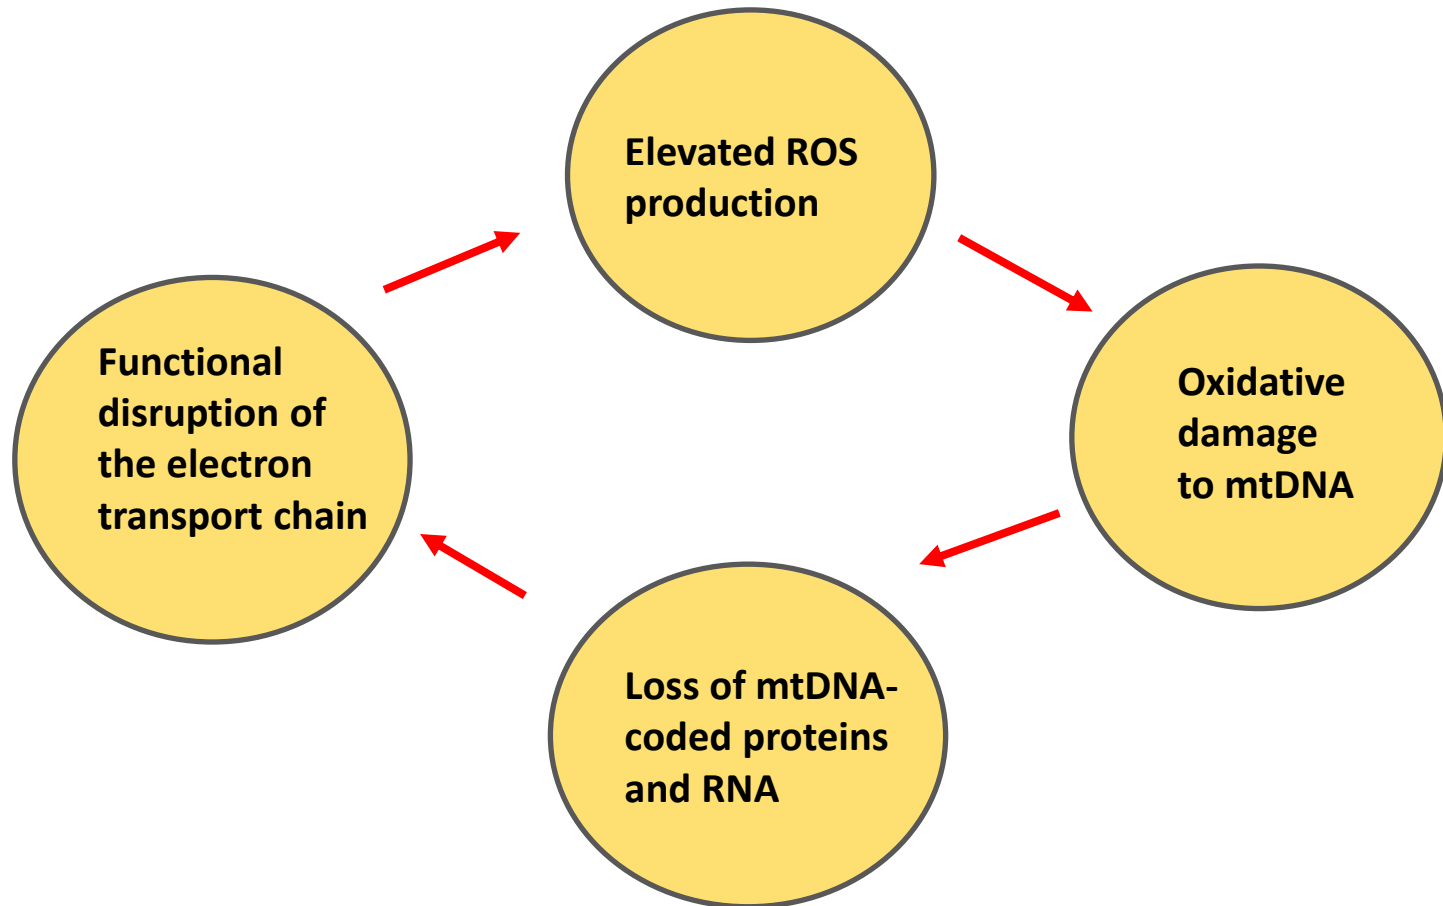 Elevated ROS
production
Oxidative
damage
to mtDNA
Loss of mtDNA-
coded proteins
and RNA
Functional
disruption of
the electron
transport chain